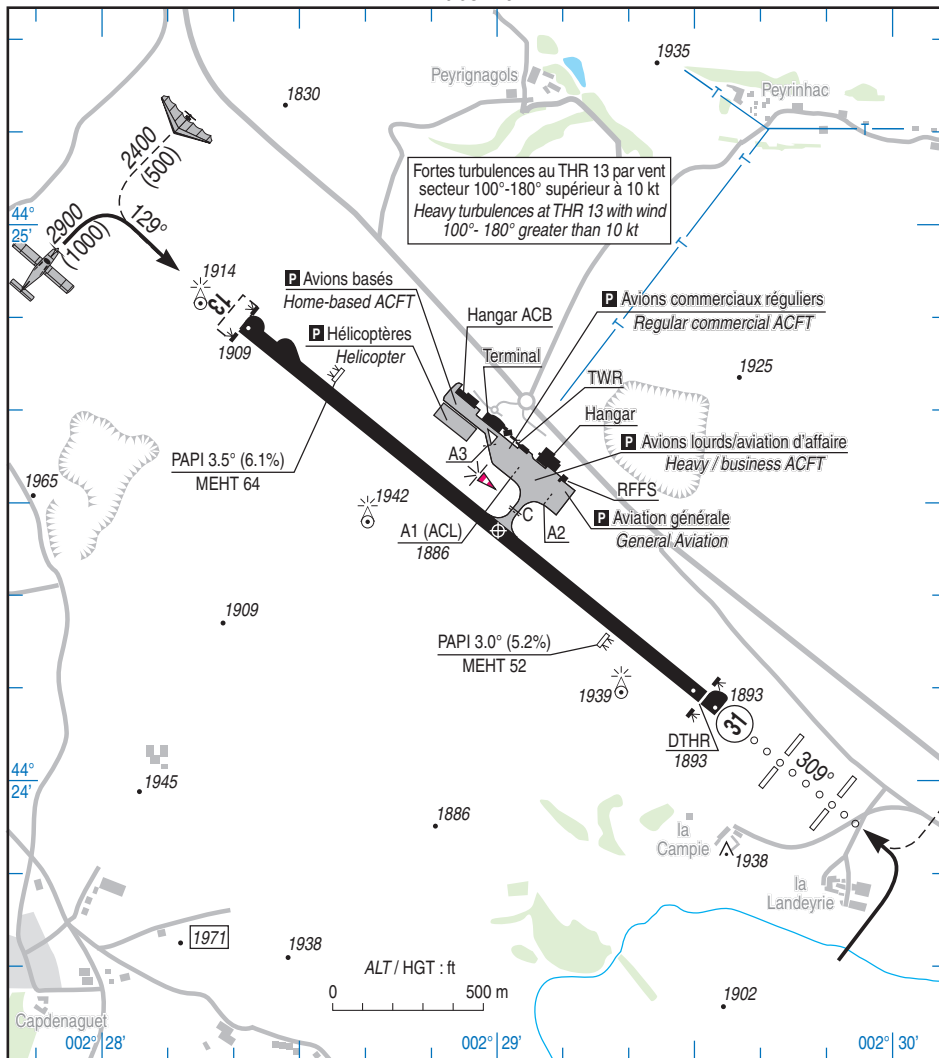 1935
Peyrignagols
Peyrinhac
1830
2400
(500)
Fortes turbulences au THR 13 par vent
secteur 100°-180° supérieur à 10 kt
Heavy turbulences at THR 13 with wind
100°- 180° greater than 10 kt
44°
25'
2900
(1000)
129°
1914
13
1909
P Avions basés
Home-based ACFT
Hangar ACB
P Avions commerciaux réguliers
Regular commercial ACFT
P Hélicoptères
Helicopter
Terminal
TWR
1925
Hangar
A3
P Avions lourds/aviation d'affaire
Heavy / business ACFT
PAPI 3.5° (6.1%)
MEHT 64
1965
RFFS
1942
C
P Aviation générale
General Aviation
A1 (ACL)
1886
A2
1909
PAPI 3.0° (5.2%)
MEHT 52
1939
1893
31
DTHR
1893
309°
44°
24'
1945
1886
la
Campie
1938
la
Landeyrie
1971
1938
ALT / HGT : ft
0
500 m
1902
Capdenaguet
002° 28'
002° 29'
002° 30'
T
T
T
T